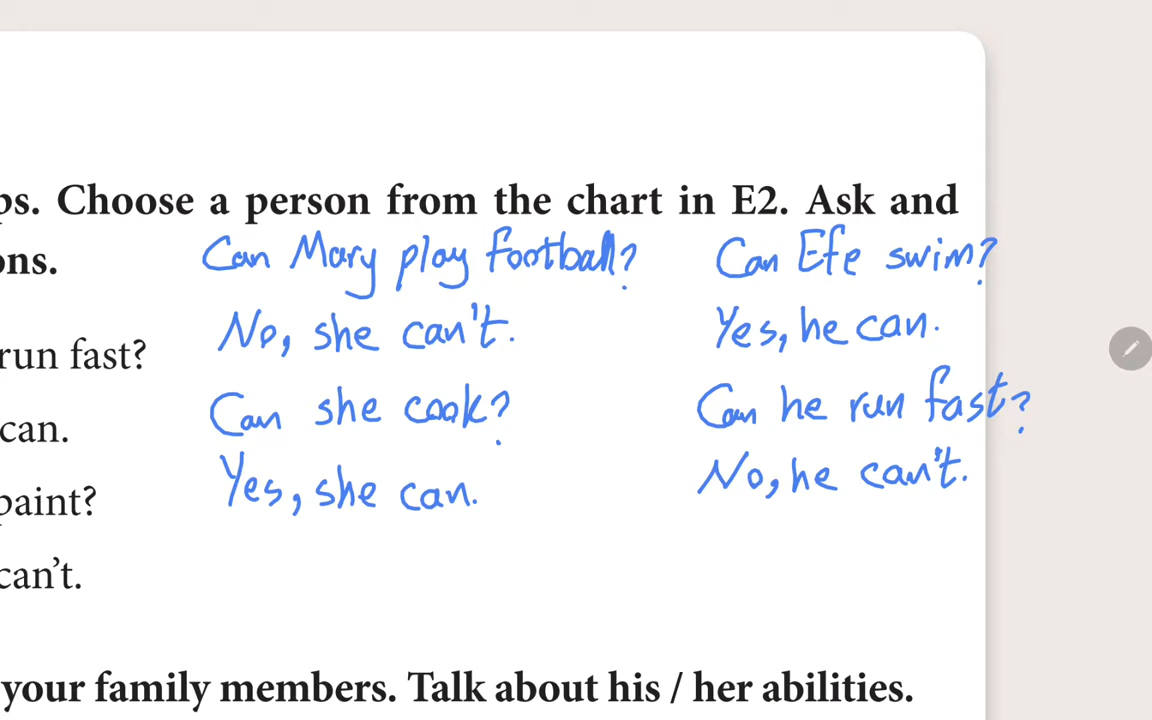 ps. Choose a person from the chart in E2. Ask and
ons.
Can Mary play football? Can Efe swim?
No, she can't. Yes, he can.
run fast?
Can she cook? Can he run fast?
can.
Yes, she can. No, he can't.
paint?
can't.
your family members. Talk about his / her abilities.